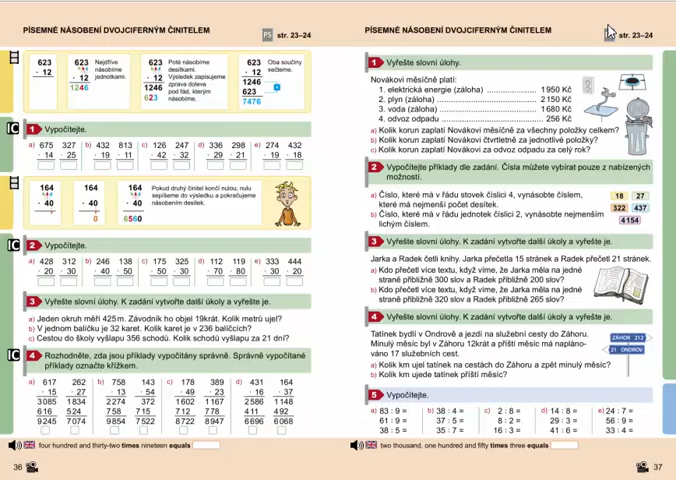 PÍSEMNÉ NÁSOBENÍ DVOJCIFERNÝM ČINITELEM
PS str. 23–24
623
· 12
623
· 12
1246
Nejdříve
násobíme
jednotkami.
623
· 12
1246
623
Poté násobíme
desítkami.
Výsledek zapisujeme
zprava doleva
pod řád, kterým
násobíme.
623
· 12
1246
623
7476
Oba součiny
sečteme.
1 Vypočítejte.
a) 675 327 b) 432 813 c) 126 247 d) 336 298 e) 274 432
· 14 · 25 · 19 · 11 · 42 · 32 · 29 · 21 · 19 · 18
164
· 40
164
· 40
0
164
· 40
6560
Pokud druhý činitel končí nulou, nulu
sepíšeme do výsledku a pokračujeme
násobením desítek.
2 Vypočítejte.
a) 428 312 b) 246 138 c) 175 325 d) 112 119 e) 333 444
· 20 · 30 · 40 · 50 · 50 · 30 · 70 · 80 · 30 · 20
3 Vyřešte slovní úlohy. K zadání vytvořte další úkoly a vyřešte je.
a) Jeden okruh měří 425 m. Závodník ho objel 19krát. Kolik metrů ujel?
b) V jednom balíčku je 32 karet. Kolik karet je v 236 balíčcích?
c) Cestou do školy vyšlapu 356 schodů. Kolik schodů vyšlapu za 21 dní?
4 Rozhodněte, zda jsou příklady vypočítány správně. Správně vypočítané
příklady označte křížkem.
a) 617 262 b) 758 143 c) 178 389 d) 431 164
· 15 · 27 · 13 · 54 · 49 · 23 · 16 · 37
3085 1834 2274 372 1602 1167 2586 1148
616 524 758 715 712 778 411 492
9245 7074 9854 7522 8722 8947 6696 6068
four hundred and thirty-two times nineteen equals
36
PÍSEMNÉ NÁSOBENÍ DVOJCIFERNÝM ČINITELEM
str. 23–24
1 Vyřešte slovní úlohy.
Novákovi měsíčně platí:
1. elektrická energie (záloha) ............ 1 950 Kč
2. plyn (záloha) ............ 2 150 Kč
3. voda (záloha) ............ 1 680 Kč
4. odvoz odpadu ............ 256 Kč
a) Kolik korun zaplatí Novákovi měsíčně za všechny položky celkem?
b) Kolik korun zaplatí Novákovi čtvrtletně za jednotlivé položky?
c) Kolik korun zaplatí Novákovi za odvoz odpadu za celý rok?
2 Vypočítejte příklady dle zadání. Čísla můžete vybírat pouze z nabízených
možností.
a) Číslo, které má v řádu stovek číslici 4, vynásobte číslem,
které má nejmenší počet desítek.
b) Číslo, které má v řádu jednotek číslici 2, vynásobte nejmenším
lichým číslem.
18 27
322 437
4 154
3 Vyřešte slovní úlohy. K zadání vytvořte další úkoly a vyřešte je.
Jarka a Radek četli knihy. Jarka přečetla 15 stránek a Radek přečetl 21 stránek.
a) Kdo přečetl více textu, když víme, že Jarka měla na jedné
straně přibližně 300 slov a Radek přibližně 200 slov?
b) Kdo přečetl více textu, když víme, že Jarka měla na jedné
straně přibližně 320 slov a Radek přibližně 265 slov?
4 Vyřešte slovní úlohy. K zadání vytvořte další úkoly a vyřešte je.
Tatínek bydlí v Ondrově a jezdí na služební cesty do Záhoru.
Minulý měsíc byl v Záhoru 12krát a příští měsíc má napláno-
váno 17 služebních cest.
ZÁHOR 212
21 ONDROV
a) Kolik km ujel tatínek na cestách do Záhoru a zpět minulý měsíc?
b) Kolik km ujede tatínek příští měsíc?
5 Vypočítejte.
a) 83 : 9 = b) 38 : 4 = c) 2 : 8 = d) 14 : 8 = e) 24 : 7 =
61 : 9 = 37 : 5 = 8 : 2 = 29 : 3 = 56 : 9 =
38 : 5 = 35 : 7 = 16 : 3 = 41 : 6 = 33 : 4 =
two thousand, one hundred and fifty times three equals
37